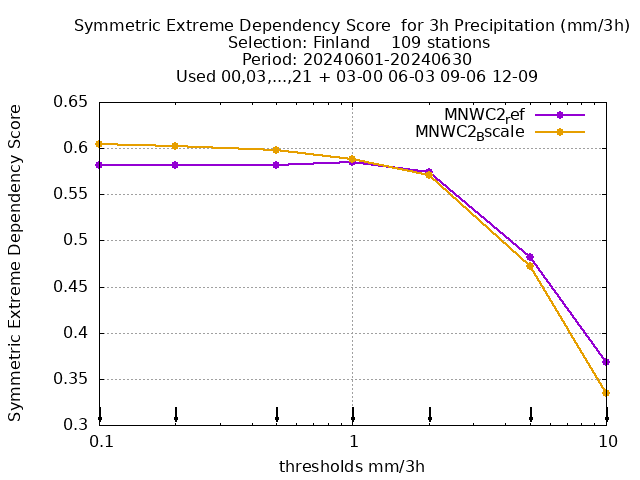 Symmetric Extreme Dependency Score  for 3h Precipitation (mm/3h)
Selection: Finland    109 stations
Period: 20240601-20240630
Used 00,03,...,21 + 03-00 06-03 09-06 12-09
MNWC2ref
MNWC2Bscale
Symmetric Extreme Dependency Score
0.65
0.6
0.55
0.5
0.45
0.4
0.35
0.3
0.1 1 10
thresholds mm/3h